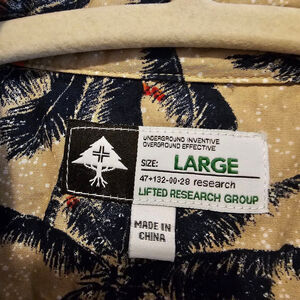 UNDERGROUND INVENTIVE
OVERGROUND EFFECTIVE
SIZE: LARGE
47+132-00-28 research
LIFTED RESEARCH GROUP
MADE IN
CHINA